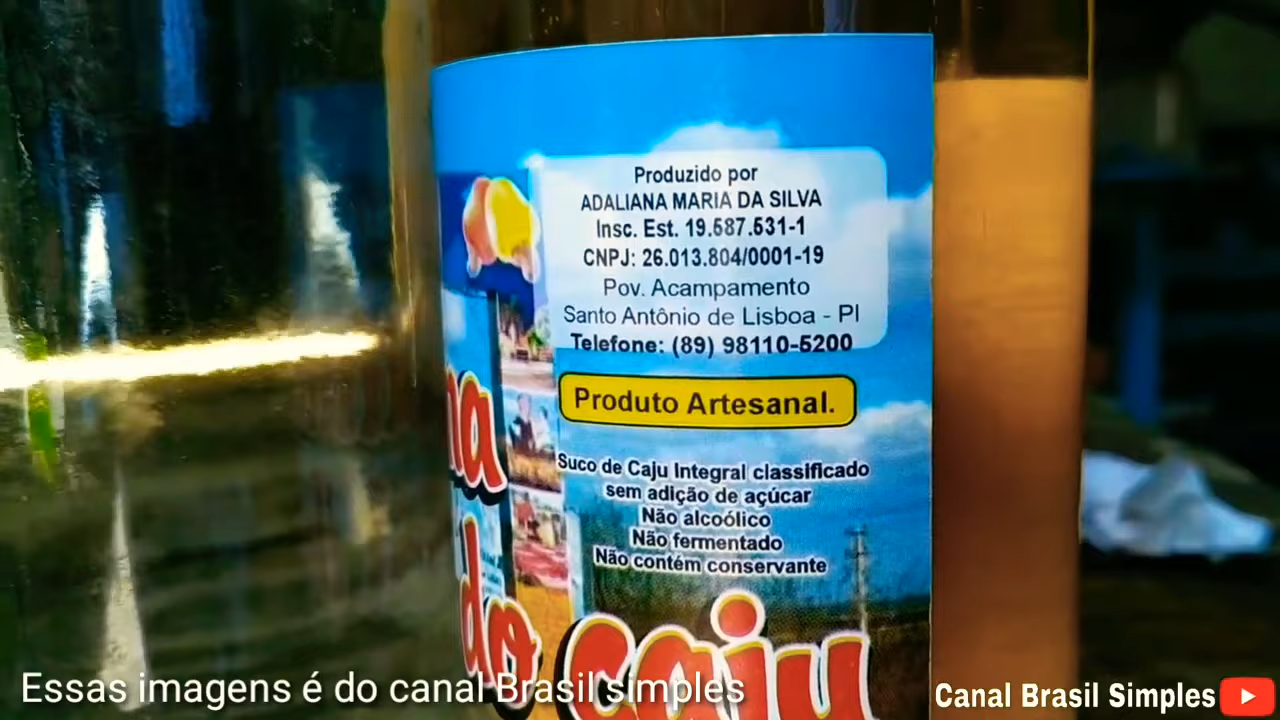 Produzido por
ADALIANA MARIA DA SILVA
Insc. Est. 19.587.531-1
CNPJ: 26.013.804/0001-19
Pov. Acampamento
Santo Antônio de Lisboa - PI
Telefone: (89) 98110-5200
Produto Artesanal.
Suco de Caju Integral classificado
sem adição de açúcar
Não alcoólico
Não fermentado
Não contém conservante
do caju
Essas imagens é do canal Brasil simples
Canal Brasil Simples